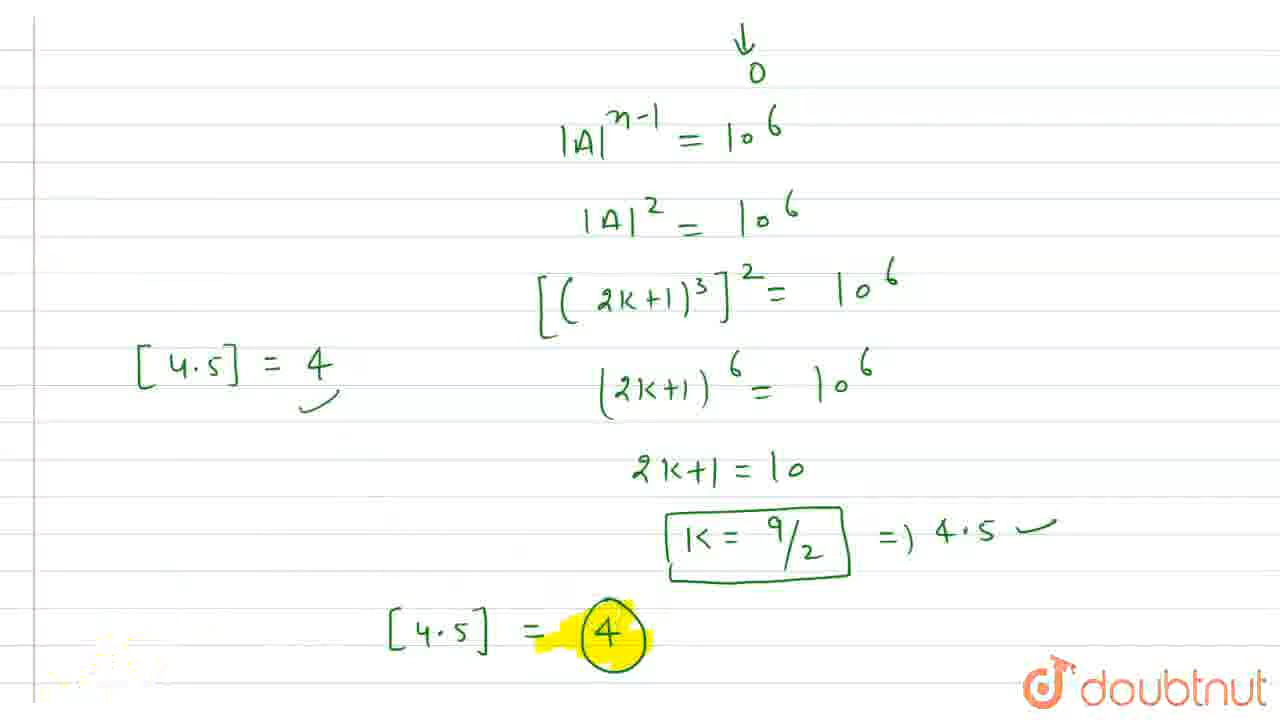 ↓
0
|A|^{n-1} = 10^6
|A|^2 = 10^6
[(2K+1)^3]^2 = 10^6
[4.5] = 4 ✓
(2K+1)^6 = 10^6
2K+1 = 10
K = 9/2 => 4.5 ✓
[4.5] = 4
doubtnut